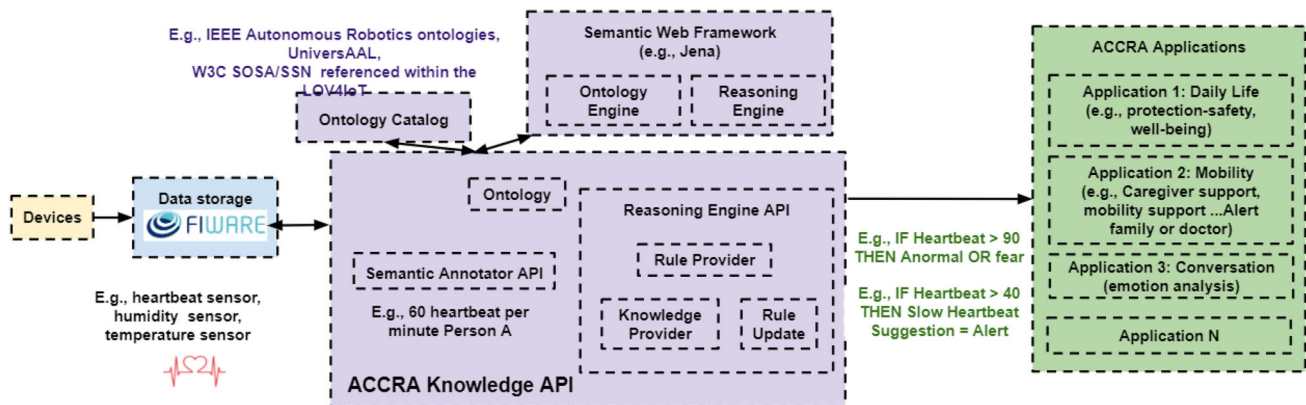 E.g., IEEE Autonomous Robotics ontologies,
UniversAAL,
W3C SOSA/SSN referenced within the
LOV4IoT
Ontology Catalog
Semantic Web Framework
(e.g., Jena)
Ontology
Engine
Reasoning
Engine
Devices
Data storage
FIWARE
E.g., heartbeat sensor,
humidity sensor,
temperature sensor
Ontology
Semantic Annotator API
E.g., 60 heartbeat per
minute Person A
Reasoning Engine API
Rule Provider
Knowledge
Provider
Rule
Update
ACCRA Knowledge API
E.g., IF Heartbeat > 90
THEN Anormal OR fear
E.g., IF Heartbeat > 40
THEN Slow Heartbeat
Suggestion = Alert
ACCRA Applications
Application 1: Daily Life
(e.g., protection-safety,
well-being)
Application 2: Mobility
(e.g., Caregiver support,
mobility support ...Alert
family or doctor)
Application 3: Conversation
(emotion analysis)
Application N